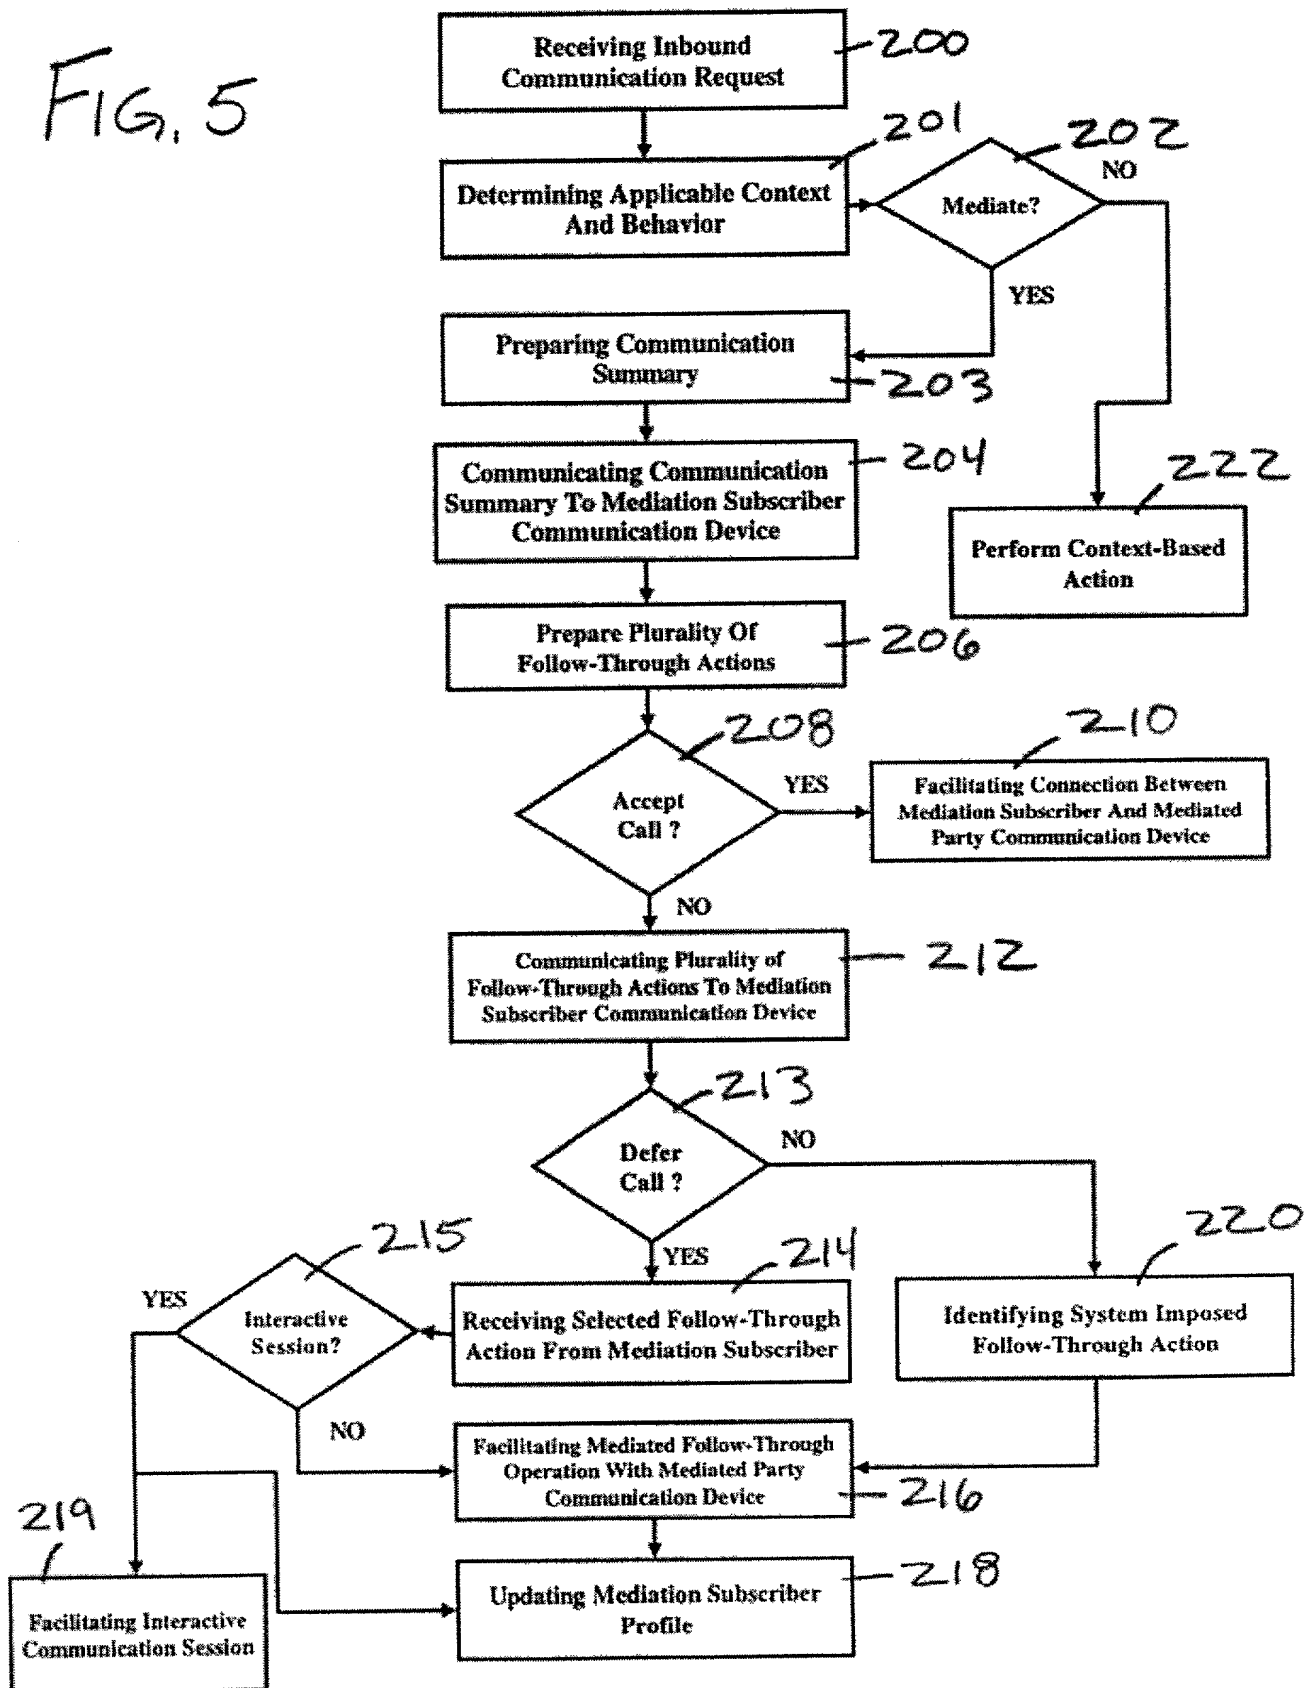 FIG. 5
Receiving Inbound
Communication Request
200
201
202
Determining Applicable Context
And Behavior
Mediate?
NO
YES
Preparing Communication
Summary
203
Communicating Communication
Summary To Mediation Subscriber
Communication Device
204
222
Perform Context-Based
Action
Prepare Plurality Of
Follow-Through Actions
206
208
210
Accept
Call ?
YES
Facilitating Connection Between
Mediation Subscriber And Mediated
Party Communication Device
NO
Communicating Plurality of
Follow-Through Actions To Mediation
Subscriber Communication Device
212
213
Defer
Call ?
NO
YES
215
214
220
YES
Interactive
Session?
Receiving Selected Follow-Through
Action From Mediation Subscriber
Identifying System Imposed
Follow-Through Action
NO
Facilitating Mediated Follow-Through
Operation With Mediated Party
Communication Device
216
219
Updating Mediation Subscriber
Profile
218
Facilitating Interactive
Communication Session